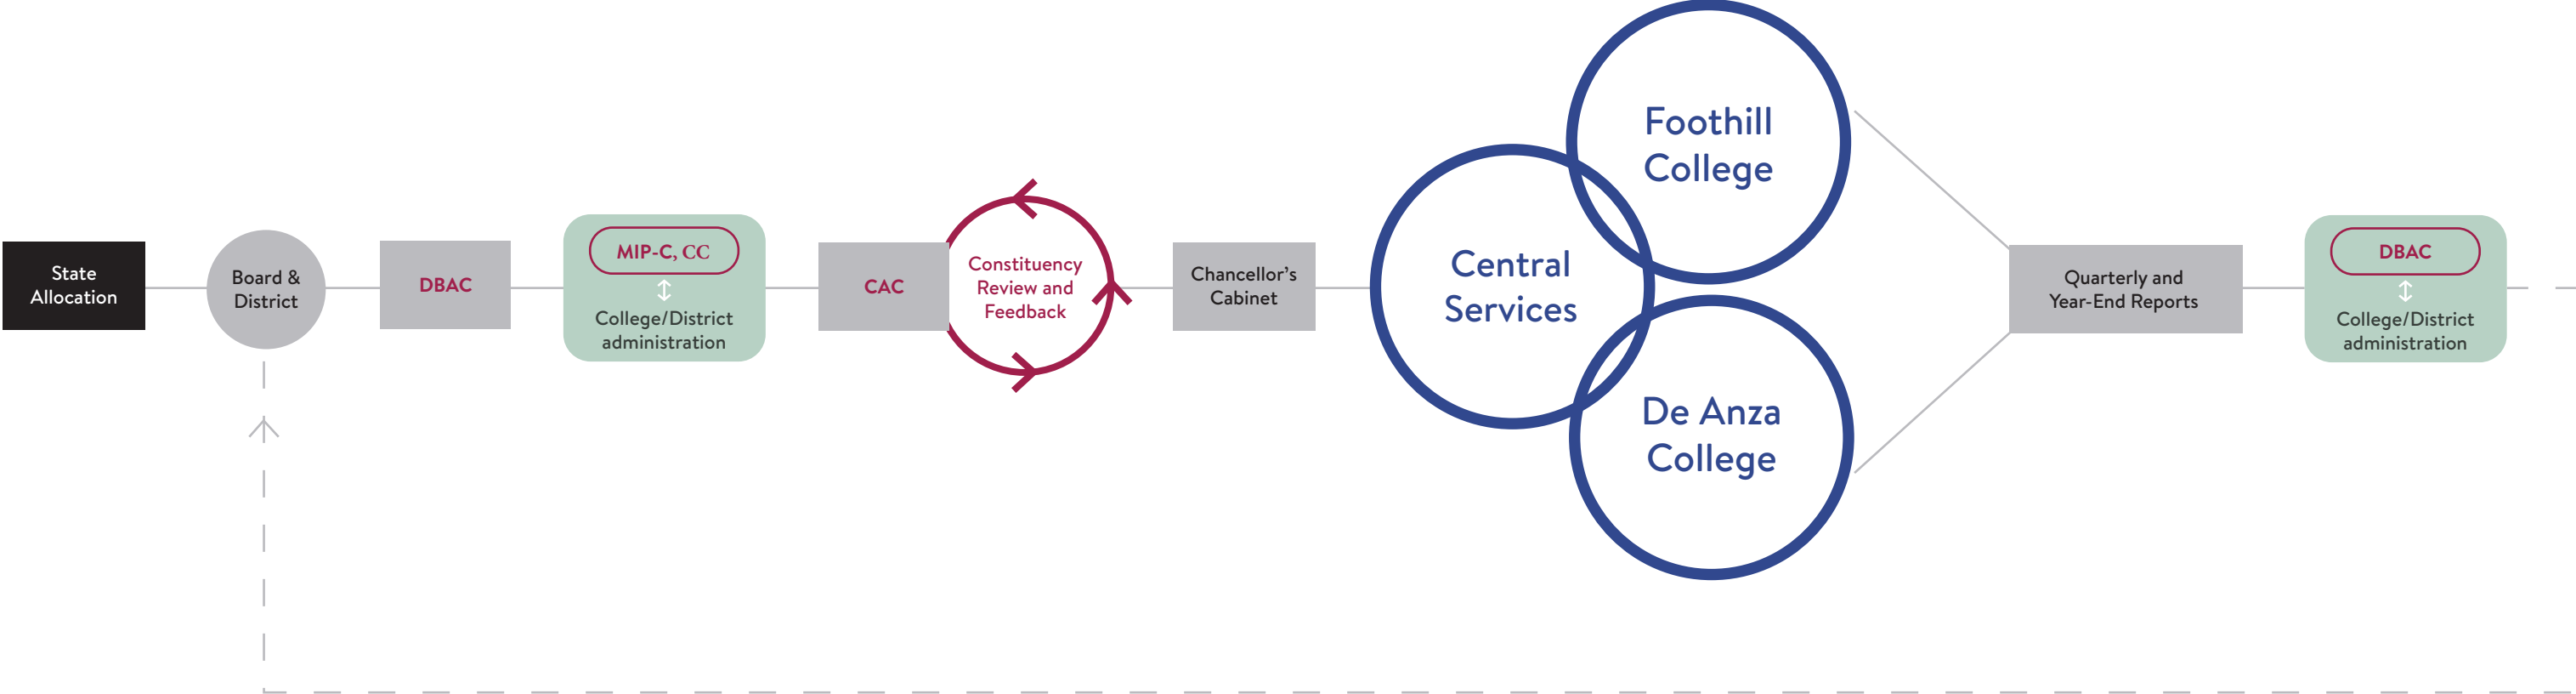 State
Allocation
Board &
District
DBAC
MIP-C, CC
College/District
administration
CAC
Constituency
Review and
Feedback
Chancellor’s
Cabinet
Central
Services
Foothill
College
De Anza
College
Quarterly and
Year-End Reports
DBAC
College/District
administration